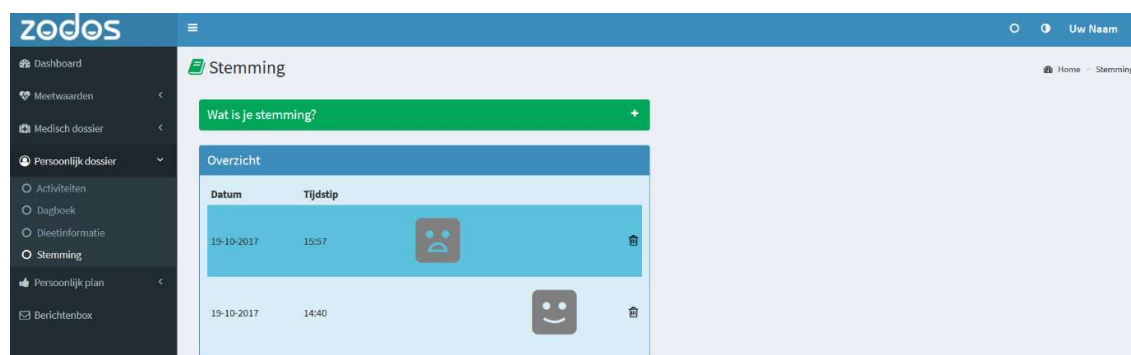 zodos
Uw Naam
Dashboard
Meetwaarden
Medisch dossier
Persoonlijk dossier
Activiteiten
Dagboek
Dieetinformatie
Stemming
Persoonlijk plan
Berichtenbox
Stemming
Home > Stemming
Wat is je stemming? +
Overzicht
Datum Tijdstip
19-10-2017 15:57
19-10-2017 14:40